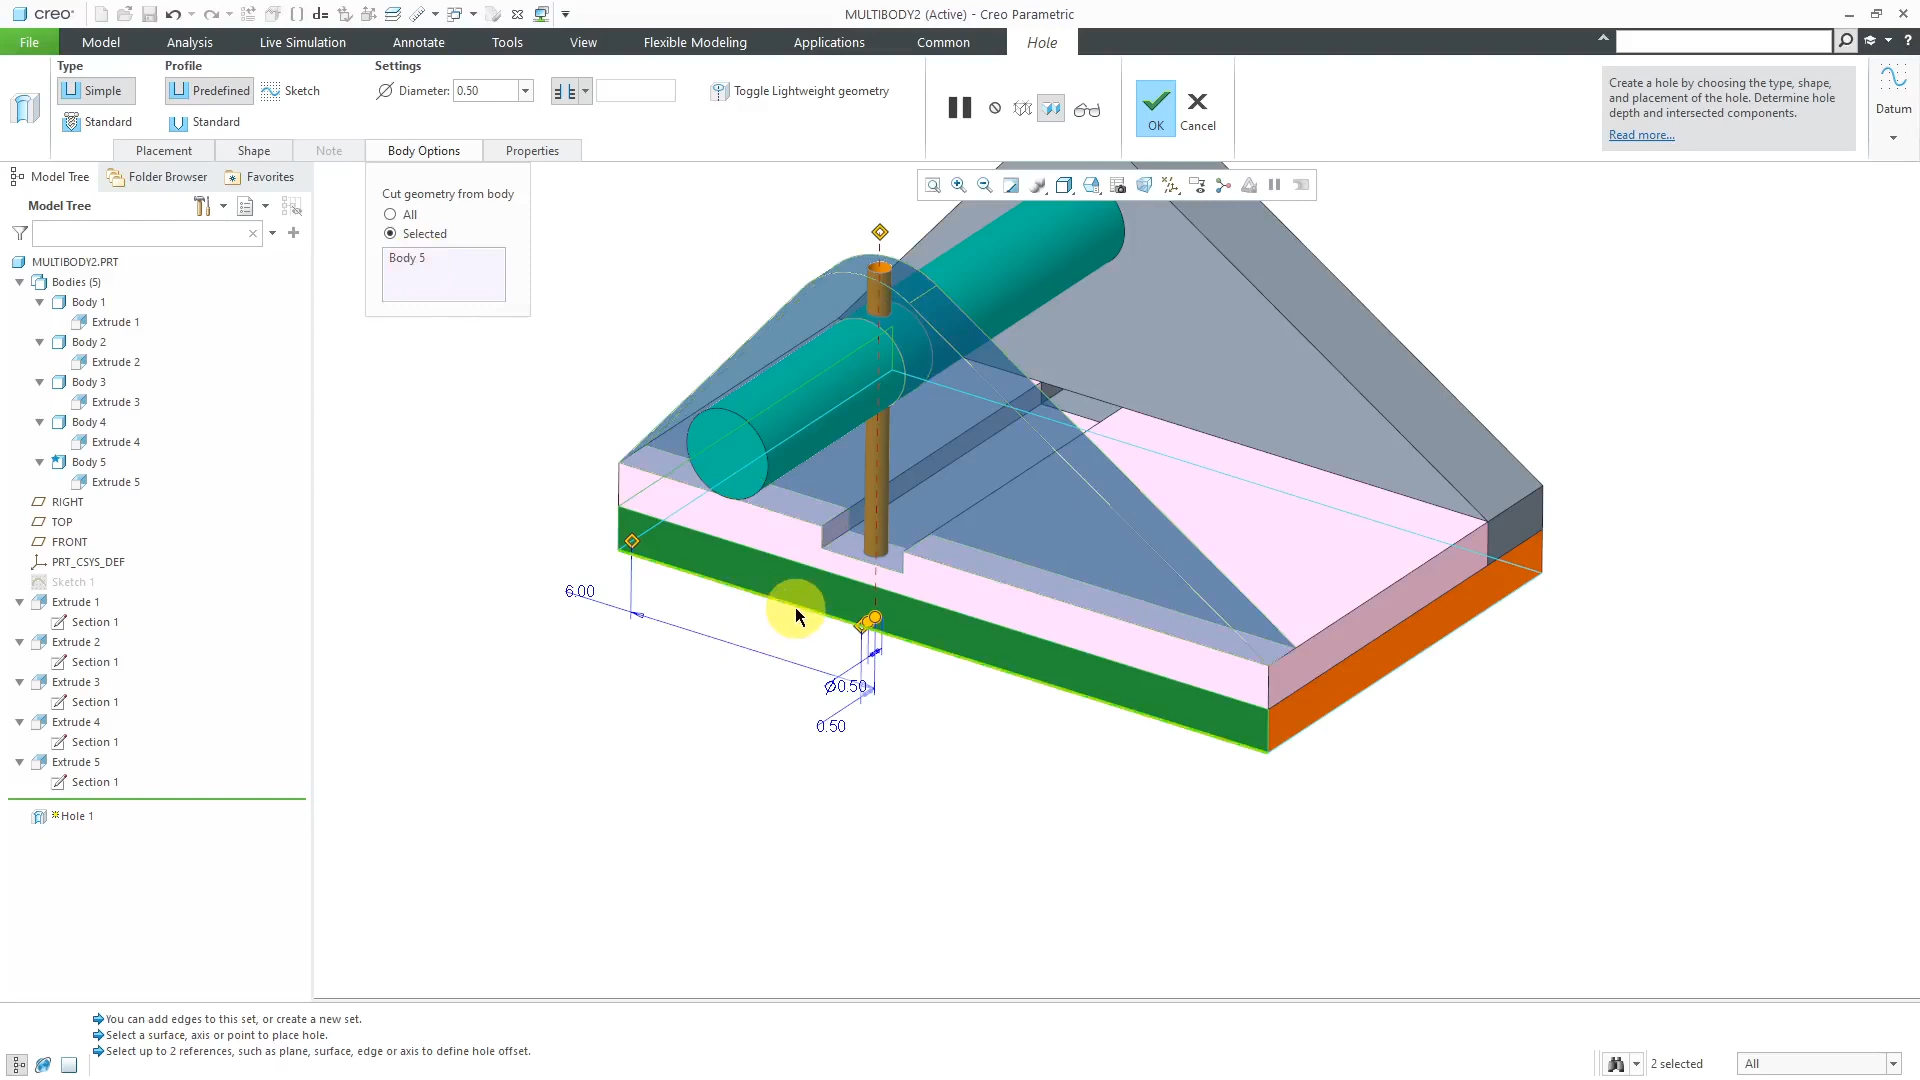 creo
MULTIBODY2 (Active) - Creo Parametric
File
Model
Analysis
Live Simulation
Annotate
Tools
View
Flexible Modeling
Applications
Common
Hole
Type
Profile
Settings
Simple
Predefined
Sketch
Diameter:
0.50
Toggle Lightweight geometry
Standard
Standard
OK
Cancel
Create a hole by choosing the type, shape,
and placement of the hole. Determine hole
depth and intersected components.
Read more...
Datum
Placement
Shape
Note
Body Options
Properties
Model Tree
Folder Browser
Favorites
Model Tree
Cut geometry from body
All
Selected
Body 5
MULTIBODY2.PRT
Bodies (5)
Body 1
Extrude 1
Body 2
Extrude 2
Body 3
Extrude 3
Body 4
Extrude 4
Body 5
Extrude 5
RIGHT
TOP
FRONT
PRT_CSYS_DEF
Sketch 1
Extrude 1
Section 1
Extrude 2
Section 1
Extrude 3
Section 1
Extrude 4
Section 1
Extrude 5
Section 1
Hole 1
6.00
Ø0.50
0.50
You can add edges to this set, or create a new set.
Select a surface, axis or point to place hole.
Select up to 2 references, such as plane, surface, edge or axis to define hole offset.
2 selected
All